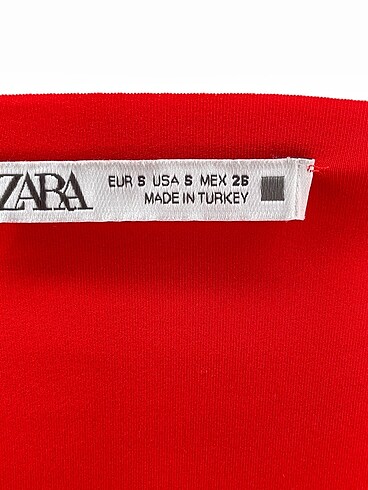 ZARA
EUR S USA S MEX 26
MADE IN TURKEY